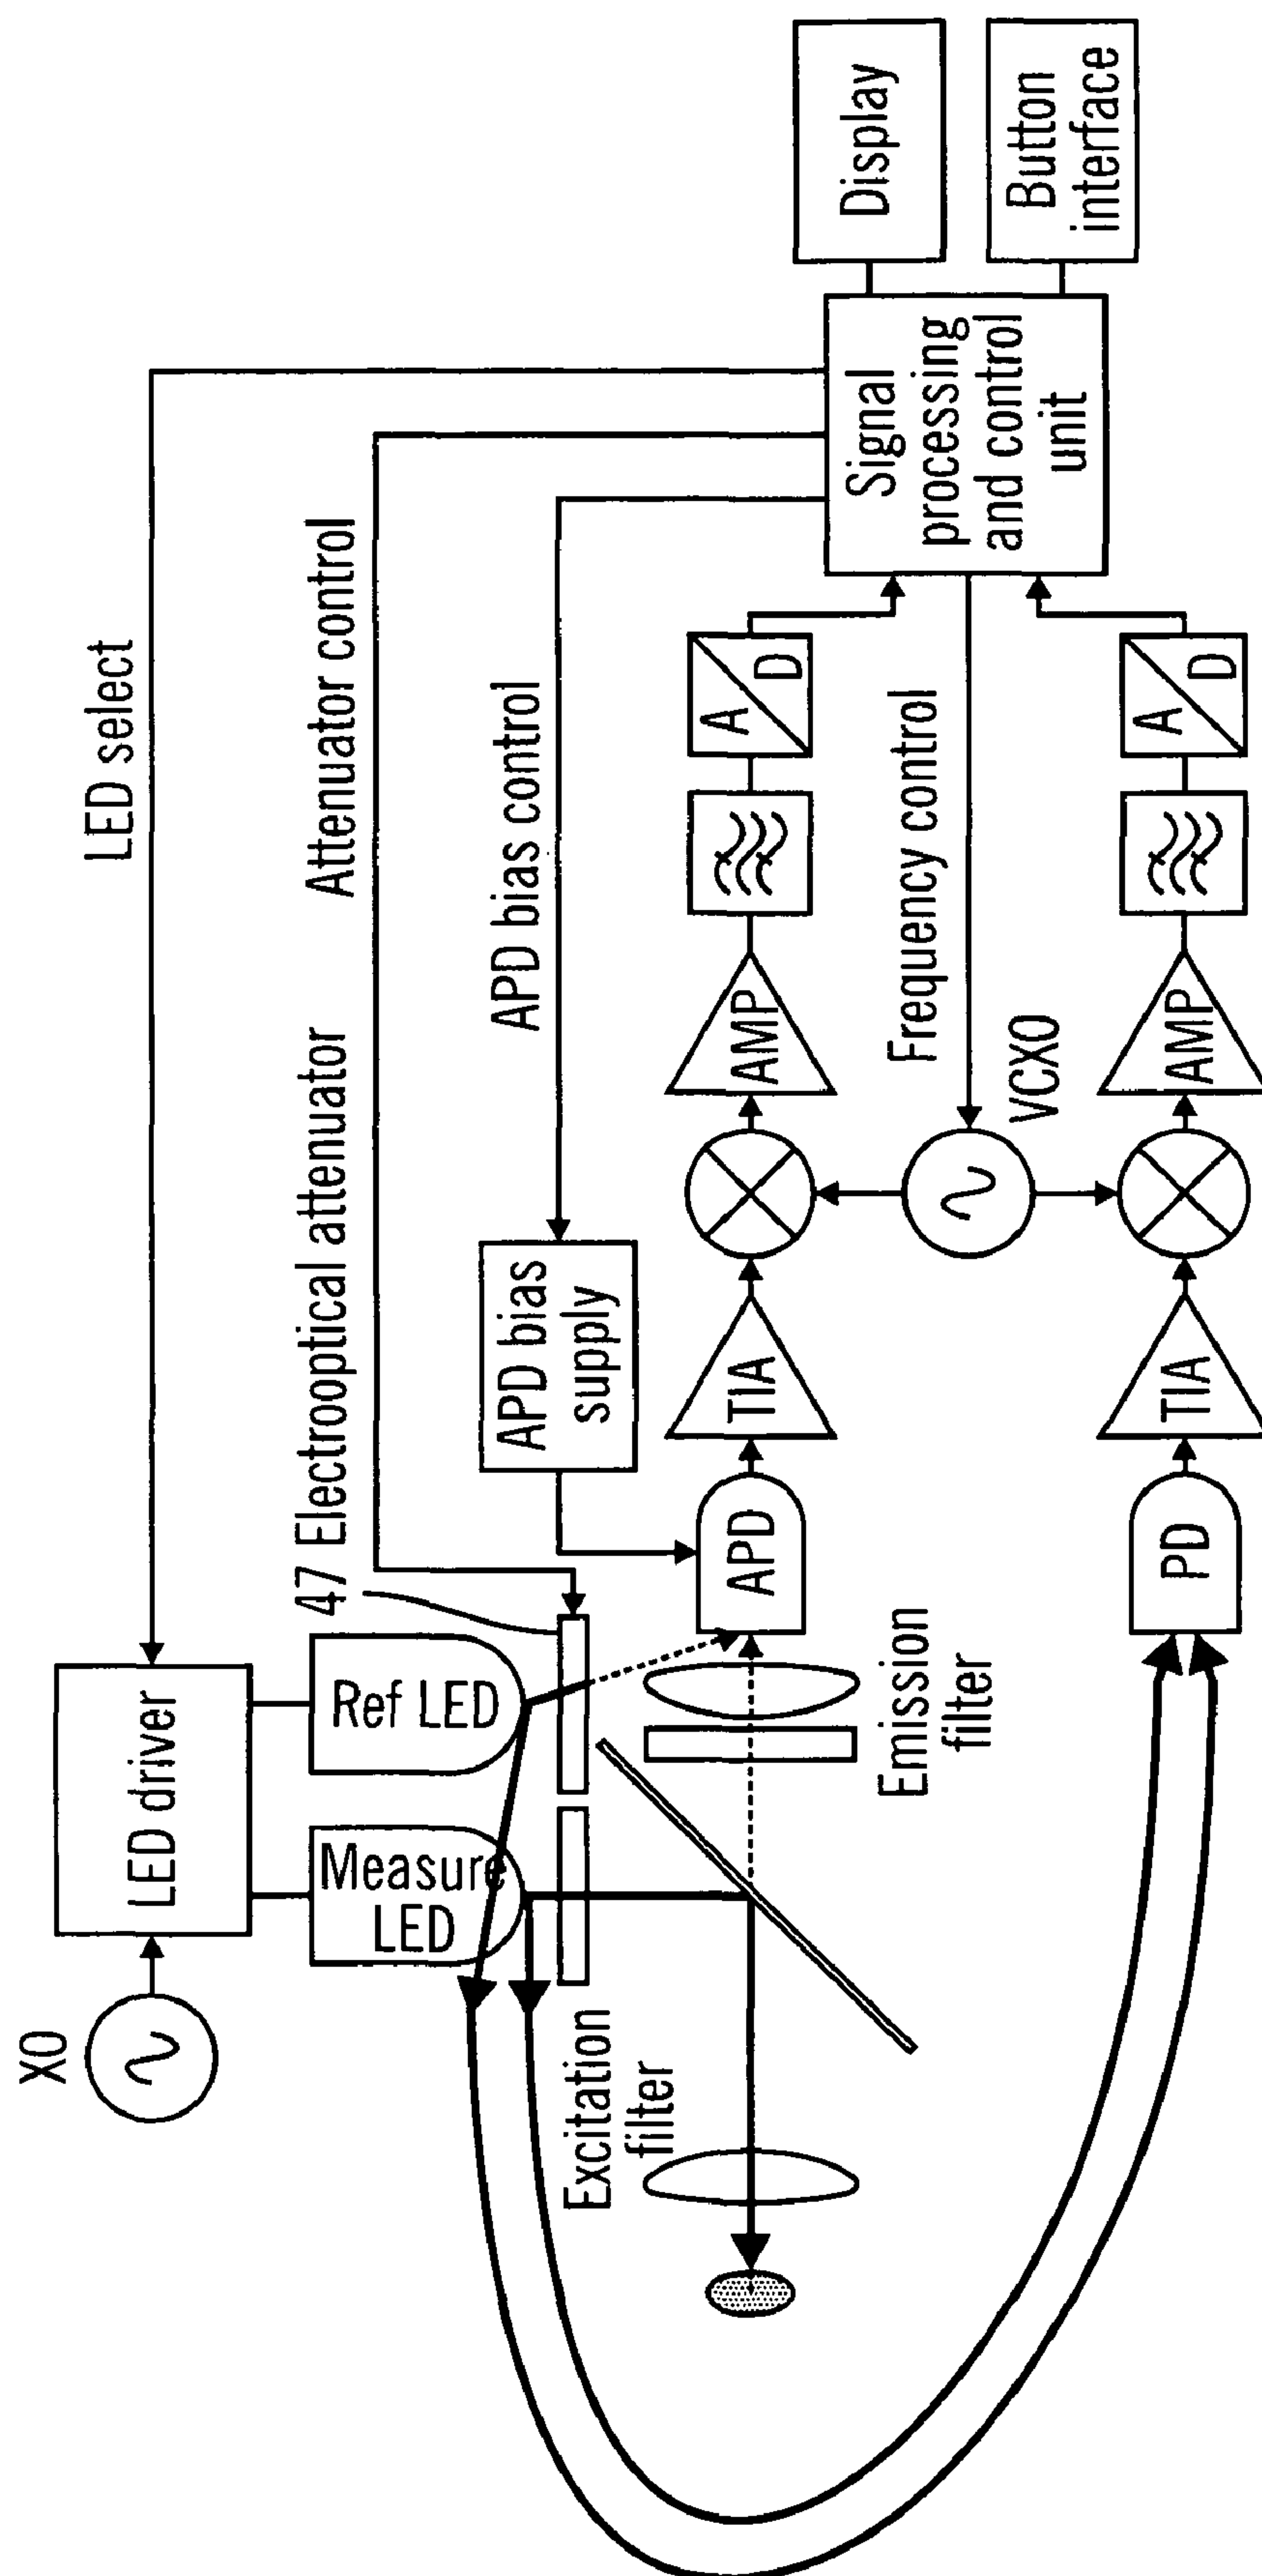 XO
LED driver
LED select
Measure
LED
Ref LED
47 Electrooptical attenuator
Attenuator control
Excitation
filter
APD bias
supply
APD bias control
Emission
filter
APD
TIA
AMP
A
D
Frequency control
VCXO
PD
TIA
AMP
A
D
Signal
processing
and control
unit
Display
Button
interface